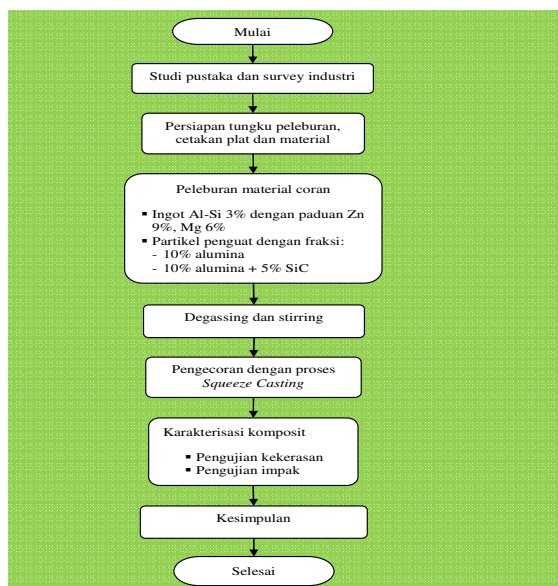 Mulai
Studi pustaka dan survey industri
Persiapan tungku peleburan,
cetakan plat dan material
Peleburan material coran
▪ Ingot Al-Si 3% dengan paduan Zn
9%, Mg 6%
▪ Partikel penguat dengan fraksi:
- 10% alumina
- 10% alumina + 5% SiC
Degassing dan stirring
Pengecoran dengan proses
Squeeze Casting
Karakterisasi komposit
▪ Pengujian kekerasan
▪ Pengujian impak
Kesimpulan
Selesai